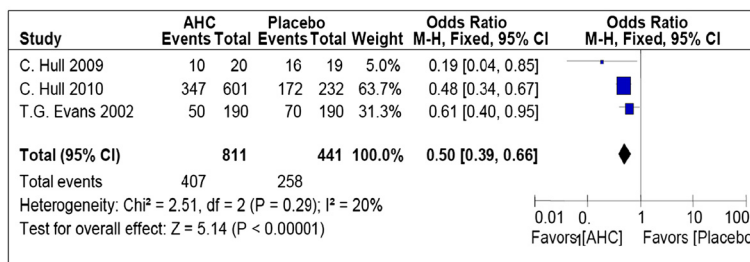 AHC Placebo Odds Ratio Odds Ratio
Study Events Total Events Total Weight M-H, Fixed, 95% CI M-H, Fixed, 95% CI
C. Hull 2009 10 20 16 19 5.0% 0.19 [0.04, 0.85]
C. Hull 2010 347 601 172 232 63.7% 0.48 [0.34, 0.67]
T.G. Evans 2002 50 190 70 190 31.3% 0.61 [0.40, 0.95]
Total (95% CI) 811 441 100.0% 0.50 [0.39, 0.66]
Total events 407 258
Heterogeneity: Chi² = 2.51, df = 2 (P = 0.29); I² = 20%
Test for overall effect: Z = 5.14 (P < 0.00001)
0.01 0. 1 10 100
Favors1[AHC] Favors [Placebo